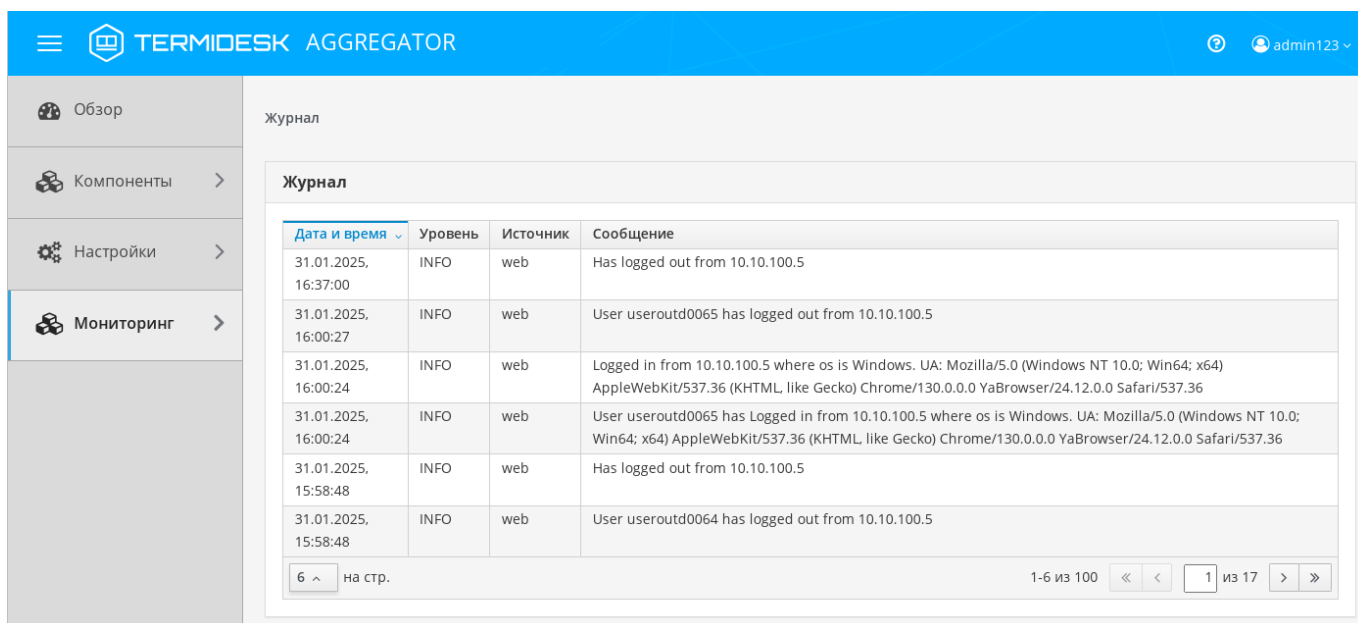 TERMIDESK AGGREGATOR
admin123
Обзор
Компоненты
Настройки
Мониторинг
Журнал
Журнал
Дата и время Уровень Источник Сообщение
31.01.2025, INFO web Has logged out from 10.10.100.5
16:37:00
31.01.2025, INFO web User useroutd0065 has logged out from 10.10.100.5
16:00:27
31.01.2025, INFO web Logged in from 10.10.100.5 where os is Windows. UA: Mozilla/5.0 (Windows NT 10.0; Win64; x64)
16:00:24 AppleWebKit/537.36 (KHTML, like Gecko) Chrome/130.0.0.0 YaBrowser/24.12.0.0 Safari/537.36
31.01.2025, INFO web User useroutd0065 has Logged in from 10.10.100.5 where os is Windows. UA: Mozilla/5.0 (Windows NT 10.0;
16:00:24 Win64; x64) AppleWebKit/537.36 (KHTML, like Gecko) Chrome/130.0.0.0 YaBrowser/24.12.0.0 Safari/537.36
31.01.2025, INFO web Has logged out from 10.10.100.5
15:58:48
31.01.2025, INFO web User useroutd0064 has logged out from 10.10.100.5
15:58:48
6 на стр. 1-6 из 100 « < 1 из 17 > »